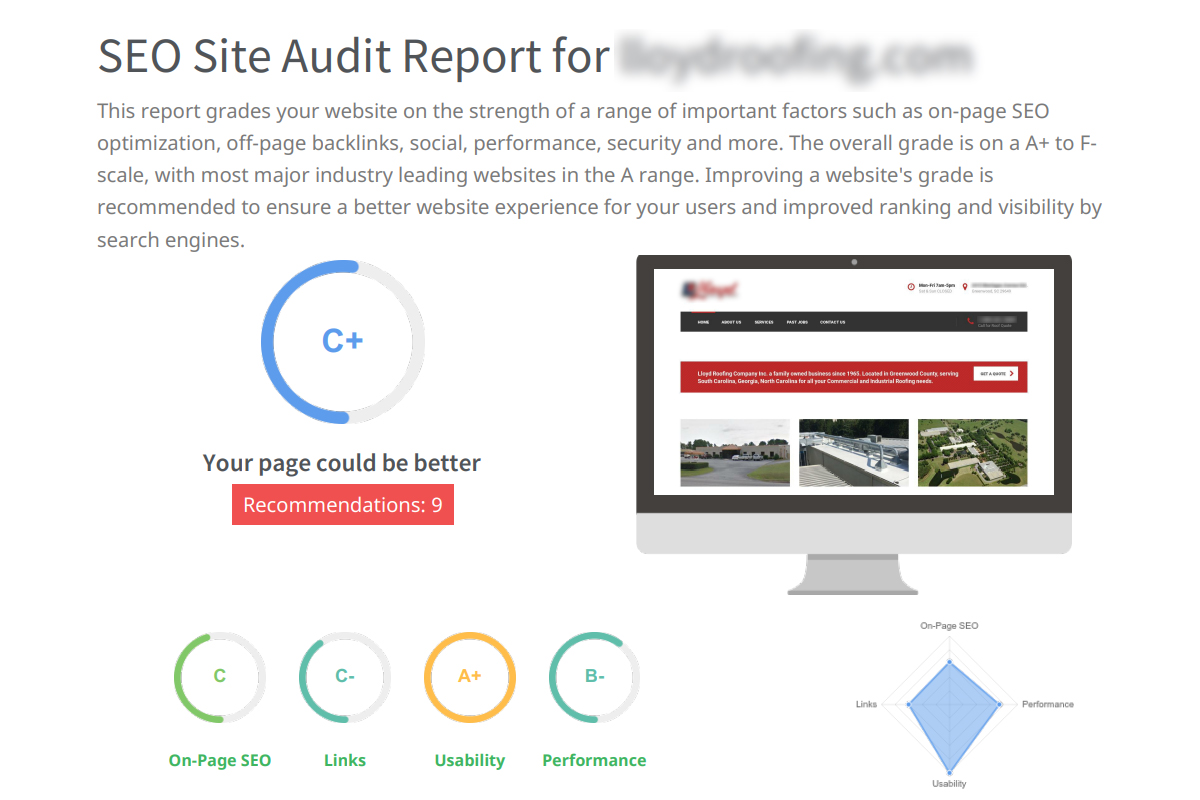 SEO Site Audit Report for
This report grades your website on the strength of a range of important factors such as on-page SEO
optimization, off-page backlinks, social, performance, security and more. The overall grade is on a A+ to F-
scale, with most major industry leading websites in the A range. Improving a website's grade is
recommended to ensure a better website experience for your users and improved ranking and visibility by
search engines.
C+
Your page could be better
Recommendations: 9
Mon-Fri 7am-5pm
HOME ABOUT US SERVICES PAST JOBS CONTACT US
Lloyd Roofing Company Inc. a family owned business since 1965. Located in Greenwood County, serving
South Carolina, Georgia, North Carolina for all your Commercial and Industrial Roofing needs.
GET A QUOTE
C
C-
A+
B-
On-Page SEO
Links
Usability
Performance
On-Page SEO
Links
Performance
Usability